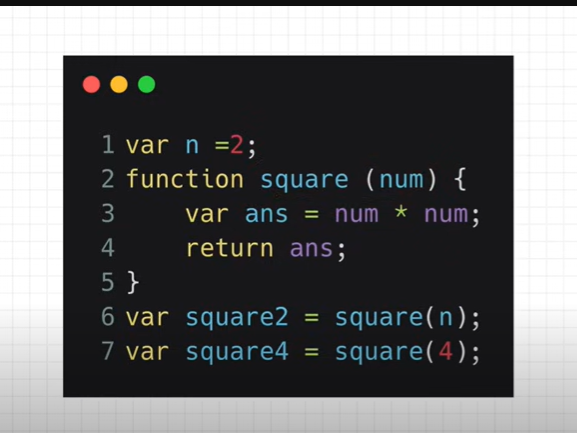 1 var n =2;
2 function square (num) {
3     var ans = num * num;
4     return ans;
5 }
6 var square2 = square(n);
7 var square4 = square(4);